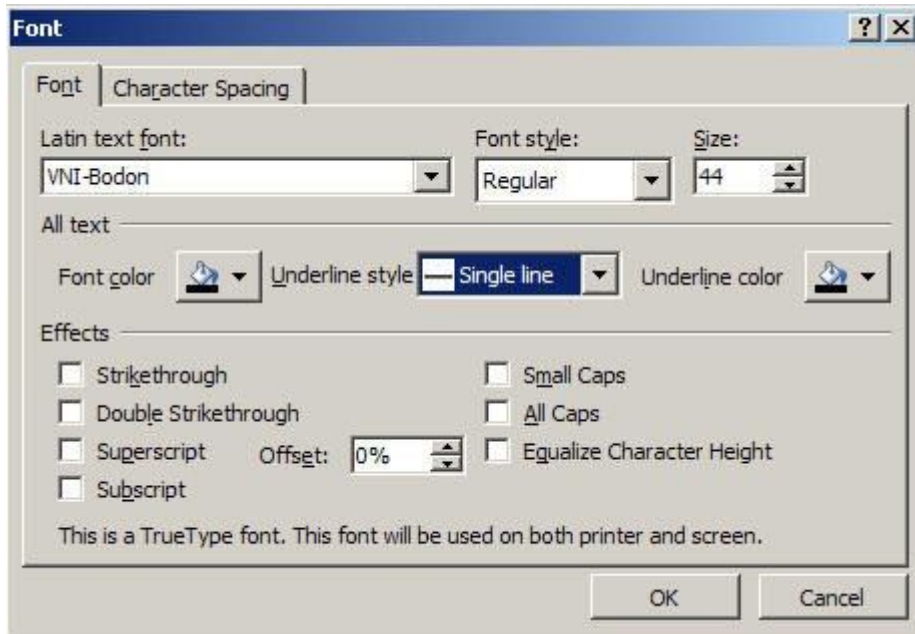 Font
Font Character Spacing
Latin text font: Font style: Size:
VNI-Bodon Regular 44
All text
Font color Underline style Single line Underline color
Effects
Strikethrough Small Caps
Double Strikethrough All Caps
Superscript Offset: 0% Equalize Character Height
Subscript
This is a TrueType font. This font will be used on both printer and screen.
OK Cancel